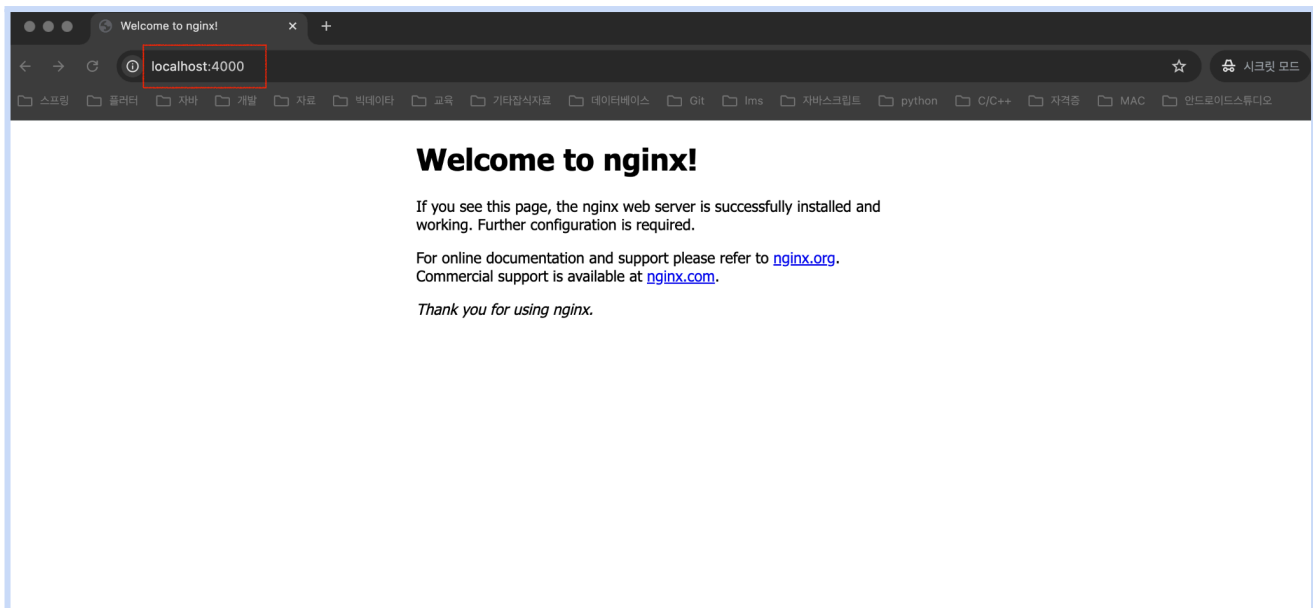 Welcome to nginx!
localhost:4000
시크릿 모드
스프링 플러터 자바 개발 자료 빅데이타 교육 기타잡식자료 데이터베이스 Git lms 자바스크립트 python C/C++ 자격증 MAC 안드로이드스튜디오
Welcome to nginx!
If you see this page, the nginx web server is successfully installed and
working. Further configuration is required.
For online documentation and support please refer to nginx.org.
Commercial support is available at nginx.com.
Thank you for using nginx.